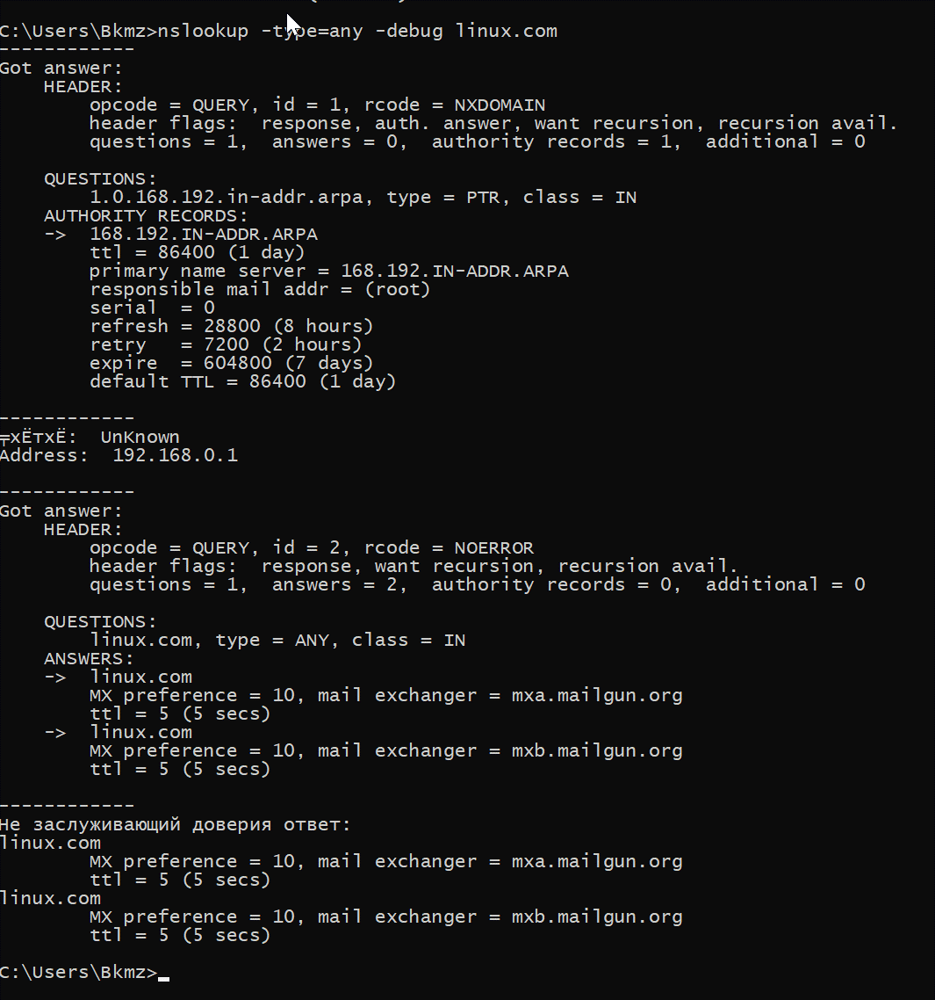 C:\Users\Bkmz>nslookup -type=any -debug linux.com
------------
Got answer:
    HEADER:
        opcode = QUERY, id = 1, rcode = NXDOMAIN
        header flags:  response, auth. answer, want recursion, recursion avail.
        questions = 1,  answers = 0,  authority records = 1,  additional = 0

    QUESTIONS:
        1.0.168.192.in-addr.arpa, type = PTR, class = IN
    AUTHORITY RECORDS:
    ->  168.192.IN-ADDR.ARPA
        ttl = 86400 (1 day)
        primary name server = 168.192.IN-ADDR.ARPA
        responsible mail addr = (root)
        serial  = 0
        refresh = 28800 (8 hours)
        retry   = 7200 (2 hours)
        expire  = 604800 (7 days)
        default TTL = 86400 (1 day)

------------
╤хЁтхЁ:  UnKnown
Address:  192.168.0.1

------------
Got answer:
    HEADER:
        opcode = QUERY, id = 2, rcode = NOERROR
        header flags:  response, want recursion, recursion avail.
        questions = 1,  answers = 2,  authority records = 0,  additional = 0

    QUESTIONS:
        linux.com, type = ANY, class = IN
    ANSWERS:
    ->  linux.com
        MX preference = 10, mail exchanger = mxa.mailgun.org
        ttl = 5 (5 secs)
    ->  linux.com
        MX preference = 10, mail exchanger = mxb.mailgun.org
        ttl = 5 (5 secs)

------------
Не заслуживающий доверия ответ:
linux.com
        MX preference = 10, mail exchanger = mxa.mailgun.org
        ttl = 5 (5 secs)
linux.com
        MX preference = 10, mail exchanger = mxb.mailgun.org
        ttl = 5 (5 secs)

C:\Users\Bkmz>